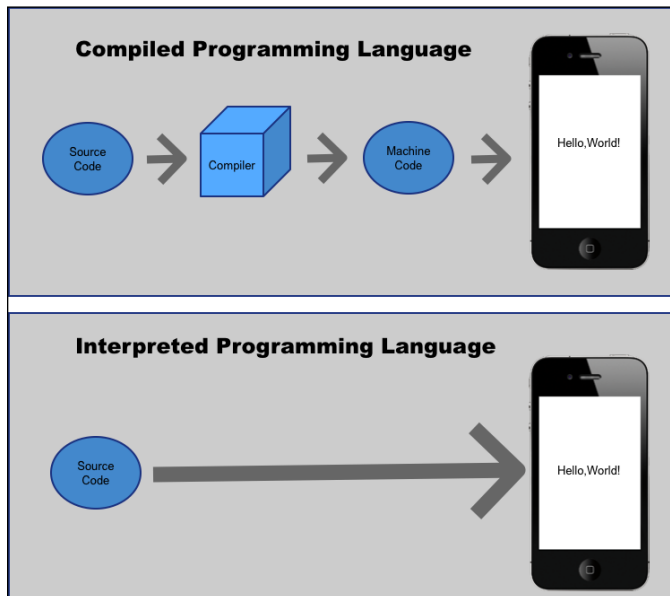 Compiled Programming Language
Source
Code
Compiler
Machine
Code
Hello,World!
Interpreted Programming Language
Source
Code
Hello,World!